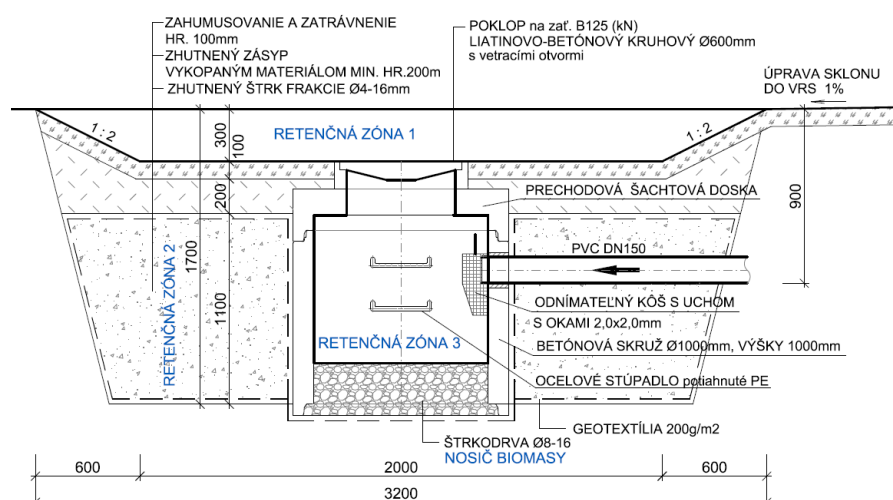 ZAHUMUSOVANIE A ZATRÁVNENIE
HR. 100mm
ZHUTNENÝ ZÁSYP
VYKOPANÝM MATERIÁLOM MIN. HR.200m
ZHUTNENÝ ŠTRK FRAKCIE Ø4-16mm
POKLOP na zať. B125 (kN)
LIATINOVO-BETÓNOVÝ KRUHOVÝ Ø600mm
s vetracími otvormi
ÚPRAVA SKLONU
DO VRS 1%
1:2
300
RETENČNÁ ZÓNA 1
1:2
100
200
PRECHODOVÁ ŠACHTOVÁ DOSKA
900
1700
RETENČNÁ ZÓNA 2
1100
PVC DN150
ODNÍMATEĽNÝ KÔŠ S UCHOM
S OKAMI 2,0x2,0mm
RETENČNÁ ZÓNA 3
BETÓNOVÁ SKRUŽ Ø1000mm, VÝŠKY 1000mm
OCELOVÉ STÚPADLO potiahnuté PE
GEOTEXTÍLIA 200g/m2
ŠTRKODRVA Ø8-16
NOSIČ BIOMASY
600
2000
600
3200